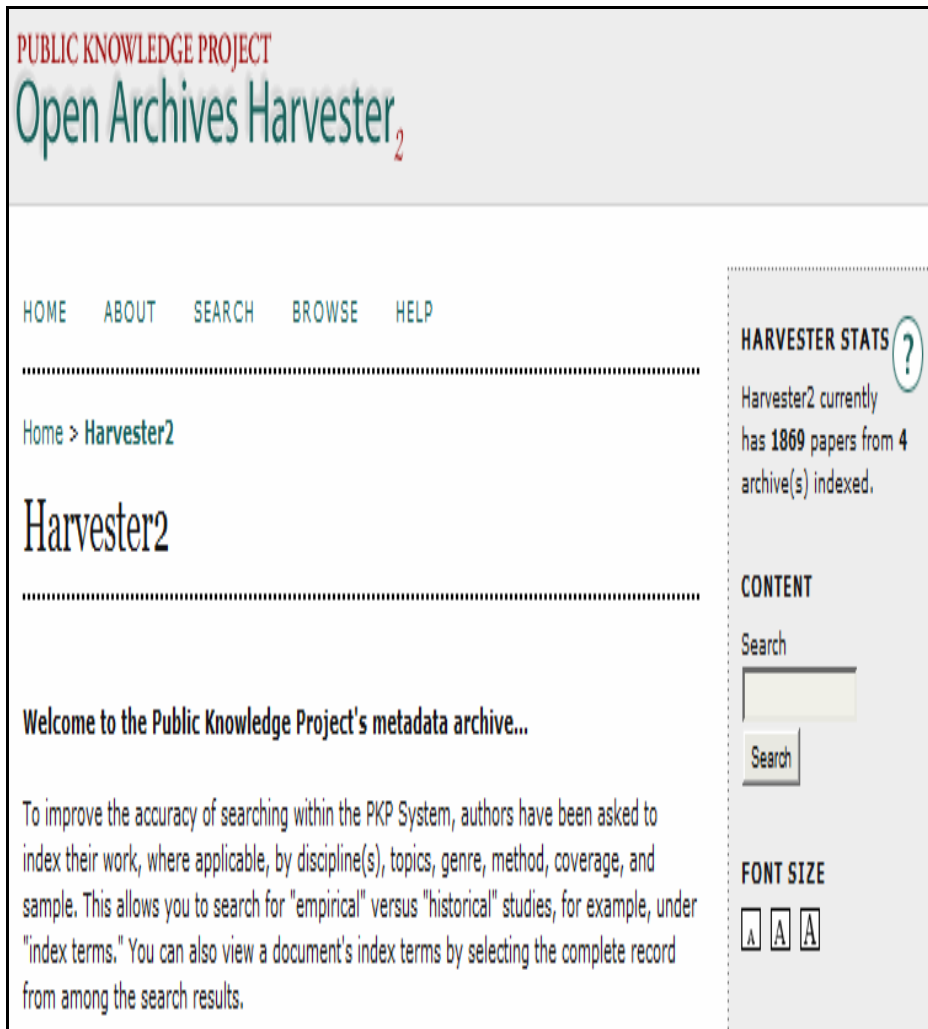 PUBLIC KNOWLEDGE PROJECT
Open Archives Harvester2
HOME ABOUT SEARCH BROWSE HELP
Home > Harvester2
Harvester2
Welcome to the Public Knowledge Project's metadata archive...
To improve the accuracy of searching within the PKP System, authors have been asked to
index their work, where applicable, by discipline(s), topics, genre, method, coverage, and
sample. This allows you to search for "empirical" versus "historical" studies, for example, under
"index terms." You can also view a document's index terms by selecting the complete record
from among the search results.
HARVESTER STATS ?
Harvester2 currently
has 1869 papers from 4
archive(s) indexed.
CONTENT
Search
Search
FONT SIZE
A A A